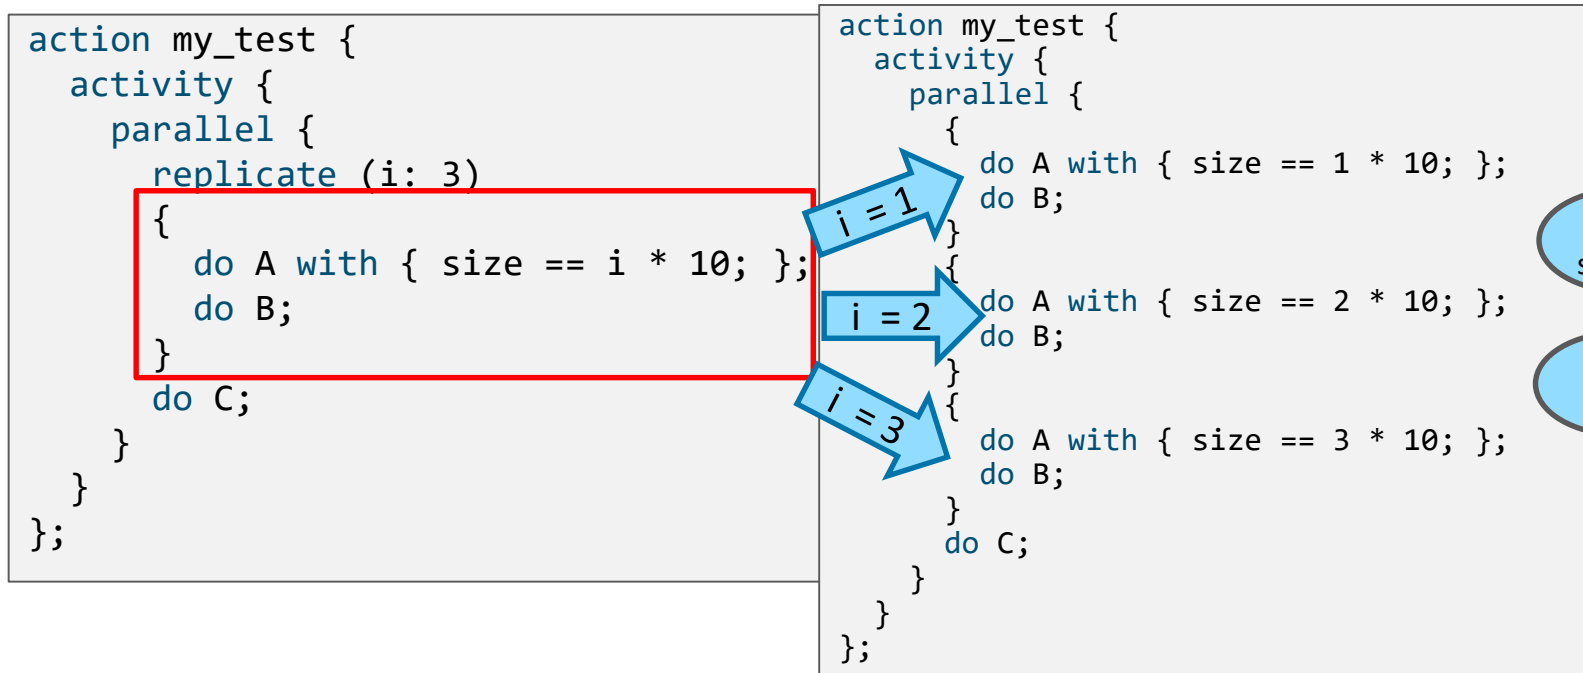 action my_test {
  activity {
    parallel {
      replicate (i: 3)
      {
        do A with { size == i * 10; };
        do B;
      }
      do C;
    }
  }
};
i = 1
i = 2
i = 3
action my_test {
  activity {
    parallel {
      {
        do A with { size == 1 * 10; };
        do B;
      }
      {
        do A with { size == 2 * 10; };
        do B;
      }
      {
        do A with { size == 3 * 10; };
        do B;
      }
      do C;
    }
  }
};